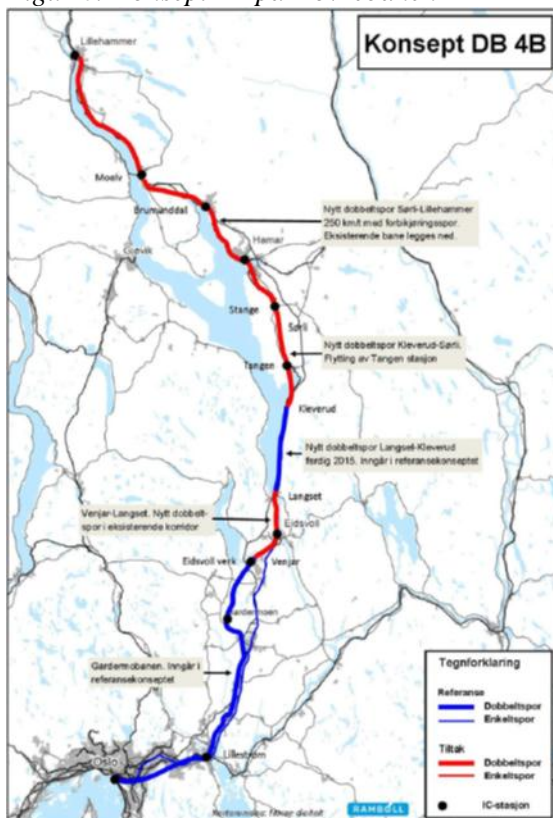 Konsept DB 4B
Lillehammer
Moelv
Brumunddal
Nytt dobbeltspor Sørli-Lillehammer
250 km/t med forbikjøringsspor.
Eksisterende bane legges ned.
Gjøvik
Hamar
Stange
Sørli
Nytt dobbeltspor Kleverud-Sørli.
Flytting av Tangen stasjon
Tangen
Kleverud
Nytt dobbeltspor Langset-Kleverud
ferdig 2015. Inngår i referansekonseptet
Langset
Venjar-Langset. Nytt dobbelt-
spor i eksisterende korridor
Eidsvoll
Eidsvoll verk
Venjar
Gardermoen
Gardermobanen. Inngår i
referansekonseptet
Tegnforklaring
Referanse
Dobbeltspor
Enkeltspor
Tiltak
Dobbeltspor
Enkeltspor
IC-stasjon
Lillestrøm
Oslo
RAMBOLL